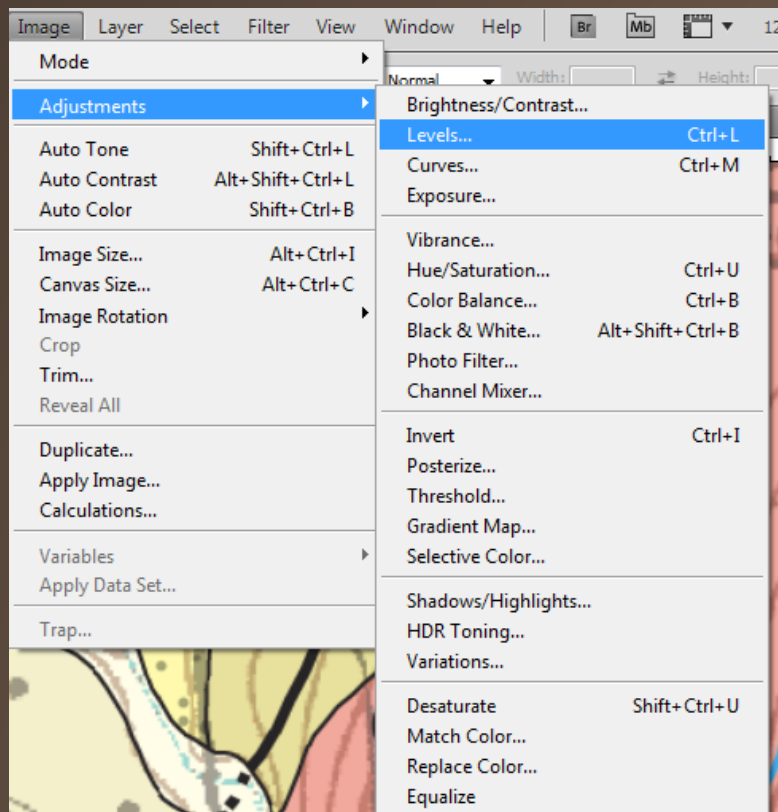 Image Layer Select Filter View Window Help Br Mb 12
Normal Width: Height:
Mode
Adjustments
Auto Tone Shift+Ctrl+L
Auto Contrast Alt+Shift+Ctrl+L
Auto Color Shift+Ctrl+B
Image Size... Alt+Ctrl+I
Canvas Size... Alt+Ctrl+C
Image Rotation
Crop
Trim...
Reveal All
Duplicate...
Apply Image...
Calculations...
Variables
Apply Data Set...
Trap...
Brightness/Contrast...
Levels... Ctrl+L
Curves... Ctrl+M
Exposure...
Vibrance...
Hue/Saturation... Ctrl+U
Color Balance... Ctrl+B
Black & White... Alt+Shift+Ctrl+B
Photo Filter...
Channel Mixer...
Invert Ctrl+I
Posterize...
Threshold...
Gradient Map...
Selective Color...
Shadows/Highlights...
HDR Toning...
Variations...
Desaturate Shift+Ctrl+U
Match Color...
Replace Color...
Equalize